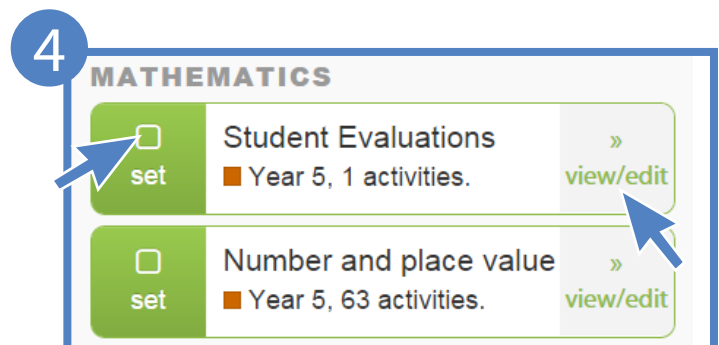 4
MATHEMATICS
set
Student Evaluations
Year 5, 1 activities.
»
view/edit
set
Number and place value
Year 5, 63 activities.
»
view/edit